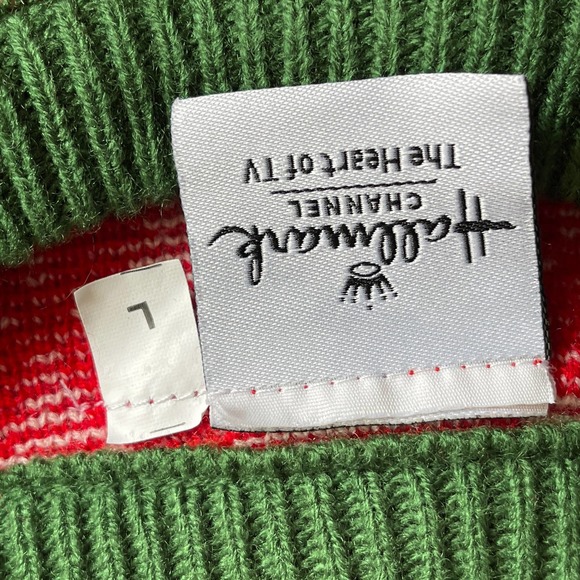 Hallmark
CHANNEL
The Heart of TV
L